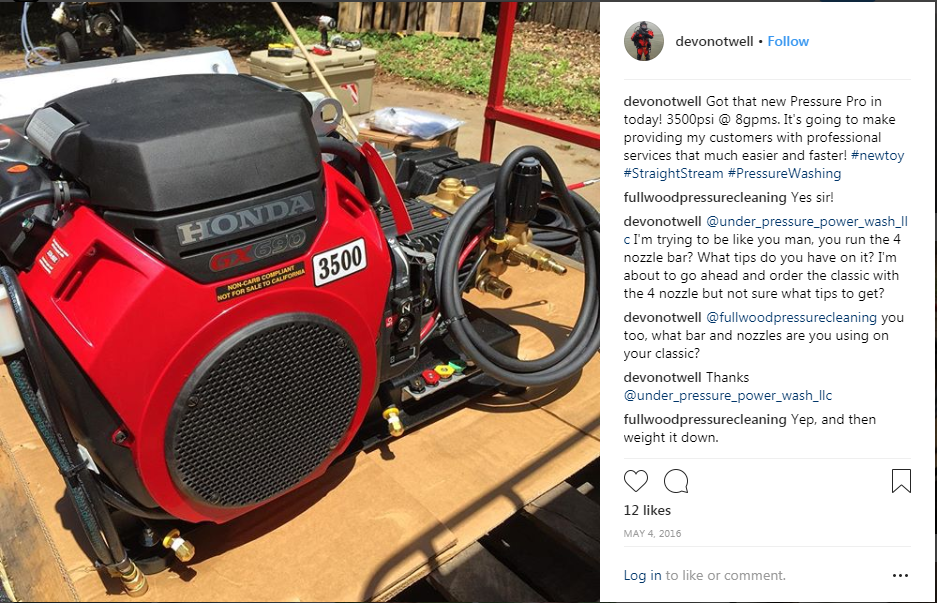 HONDA
GX690
3500
NON-CARB COMPLIANT
NOT FOR SALE TO CALIFORNIA
devonotwell • Follow
devonotwell Got that new Pressure Pro in
today! 3500psi @ 8gpms. It's going to make
providing my customers with professional
services that much easier and faster! #newtoy
#StraightStream #PressureWashing
fullwoodpressurecleaning Yes sir!
devonotwell @under_pressure_power_wash_ll
c I'm trying to be like you man, you run the 4
nozzle bar? What tips do you have on it? I'm
about to go ahead and order the classic with
the 4 nozzle but not sure what tips to get?
devonotwell @fullwoodpressurecleaning you
too, what bar and nozzles are you using on
your classic?
devonotwell Thanks
@under_pressure_power_wash_llc
fullwoodpressurecleaning Yep, and then
weight it down.
12 likes
MAY 4, 2016
Log in to like or comment.